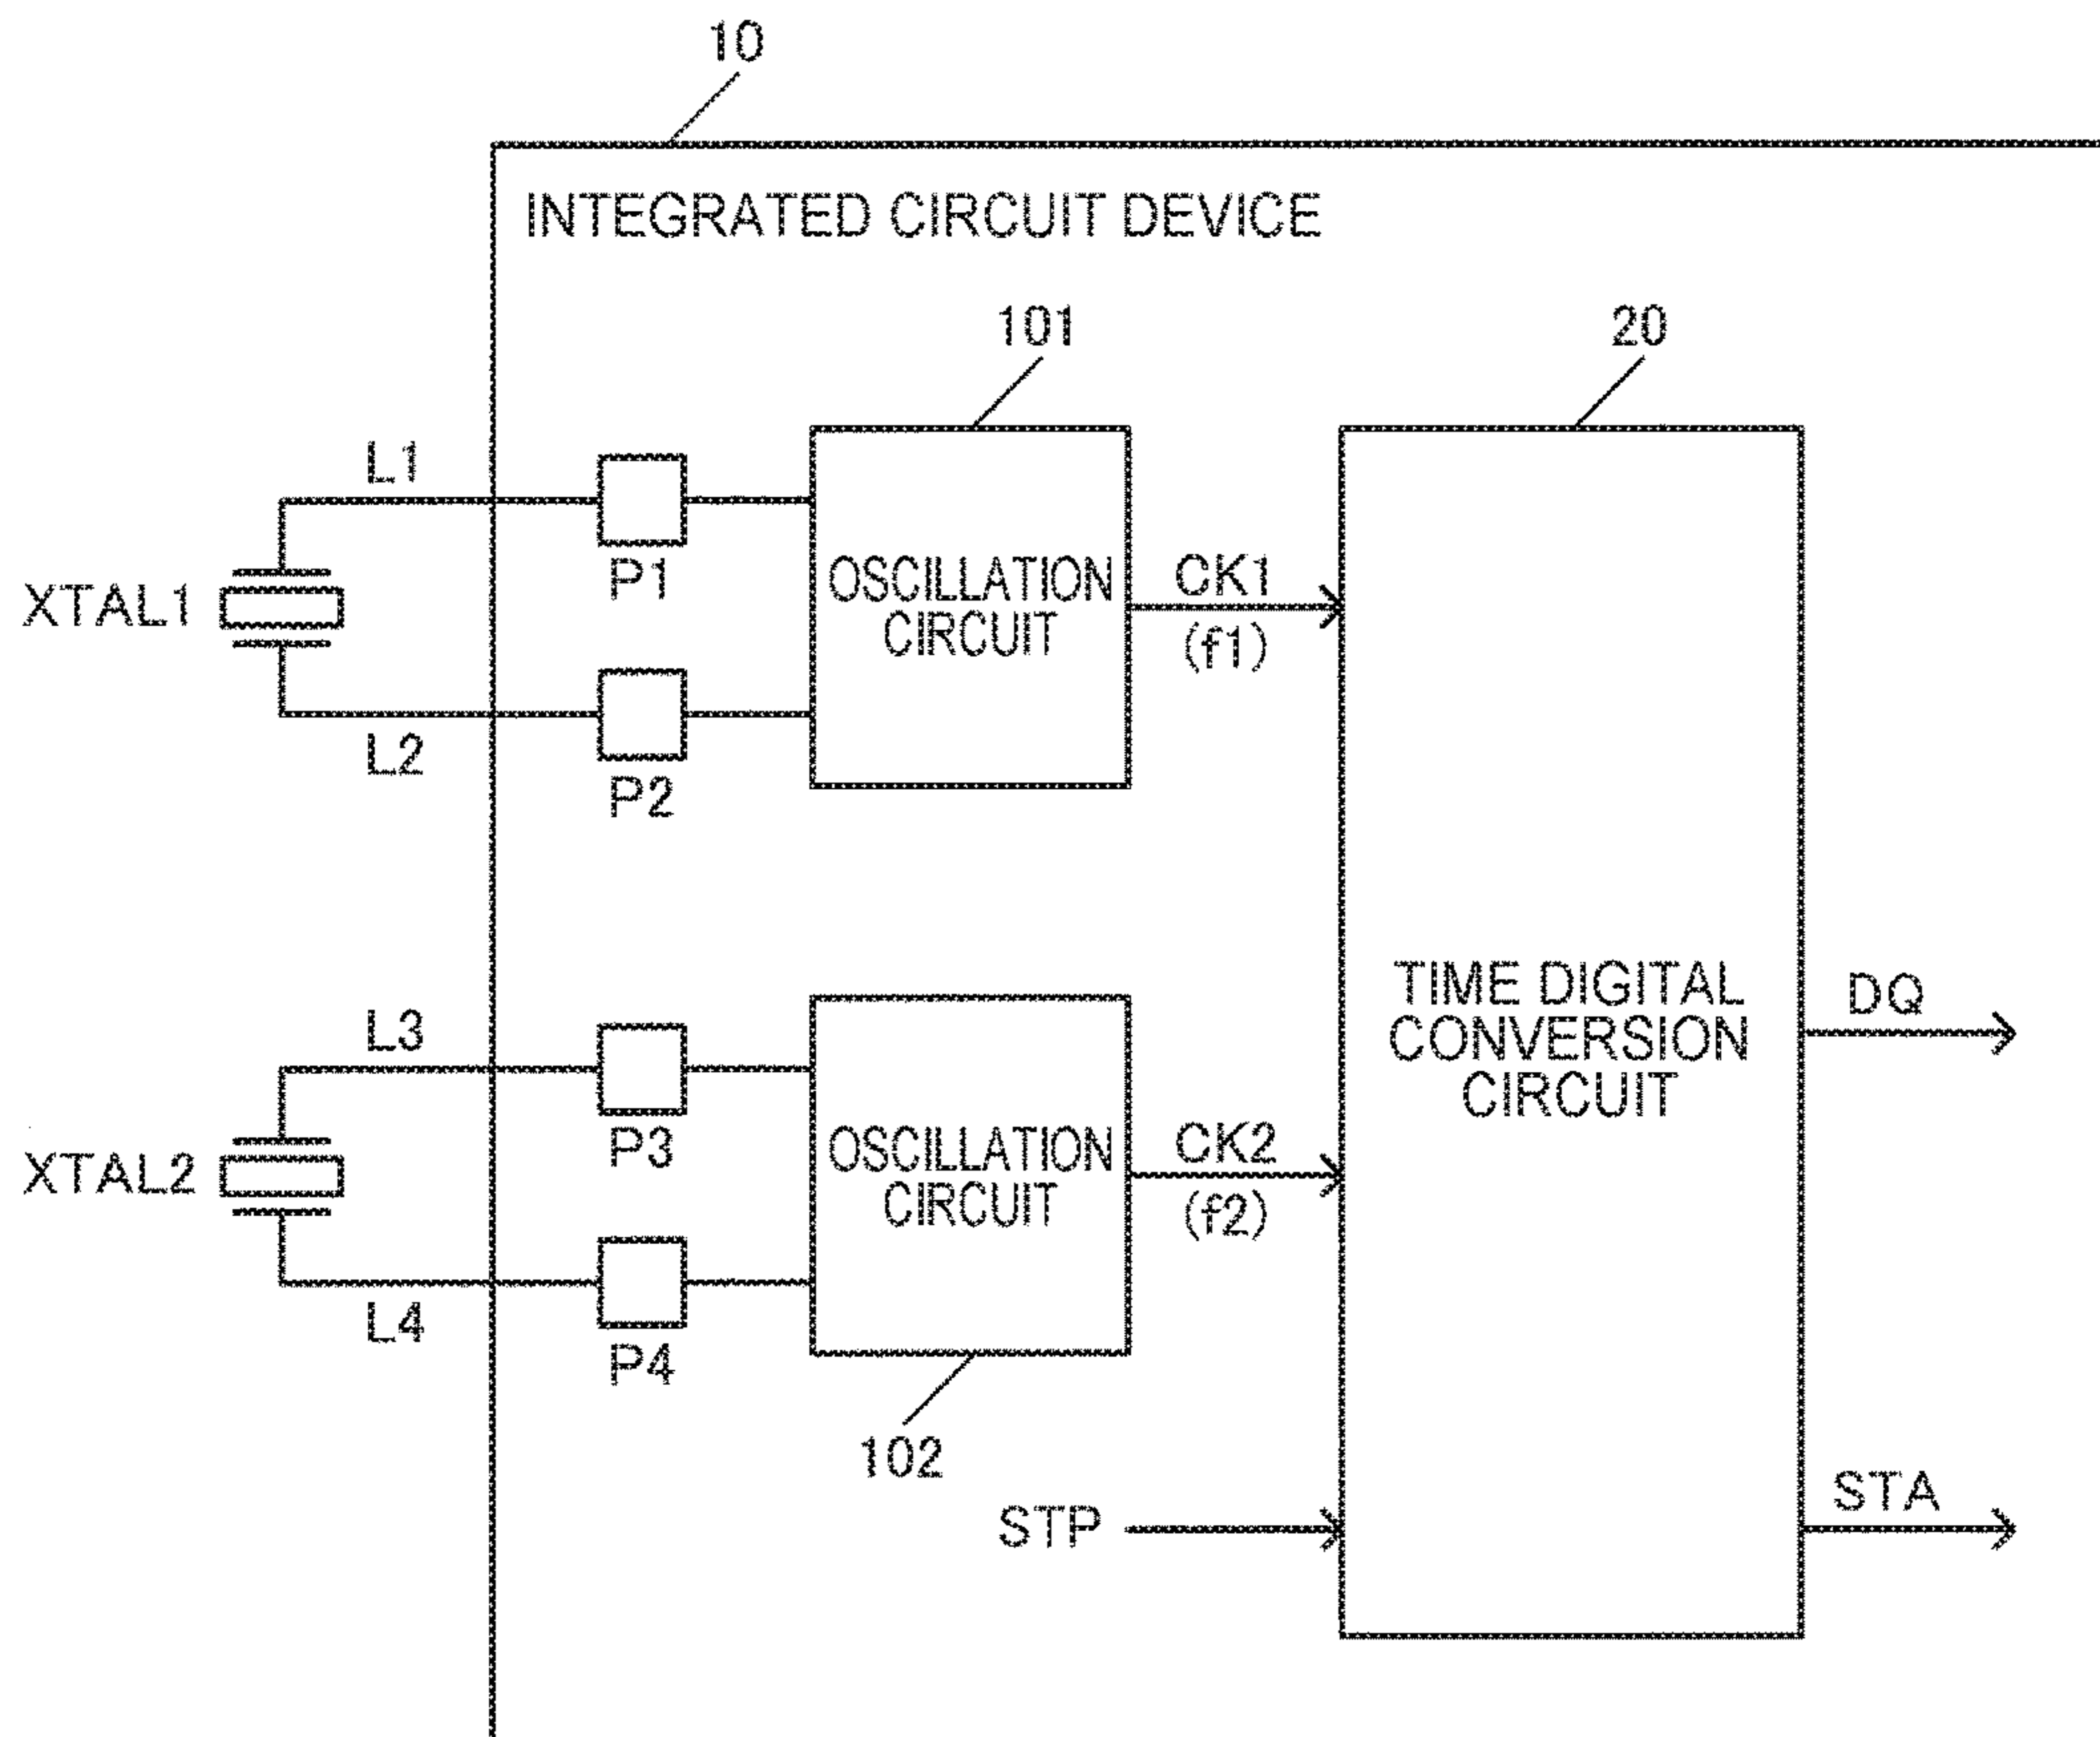 10
INTEGRATED CIRCUIT DEVICE
101
20
L1
P1
XTAL1
OSCILLATION
CIRCUIT
CK1
(f1)
L2
P2
L3
P3
XTAL2
OSCILLATION
CIRCUIT
CK2
(f2)
L4
P4
102
TIME DIGITAL
CONVERSION
CIRCUIT
DQ
STP
STA